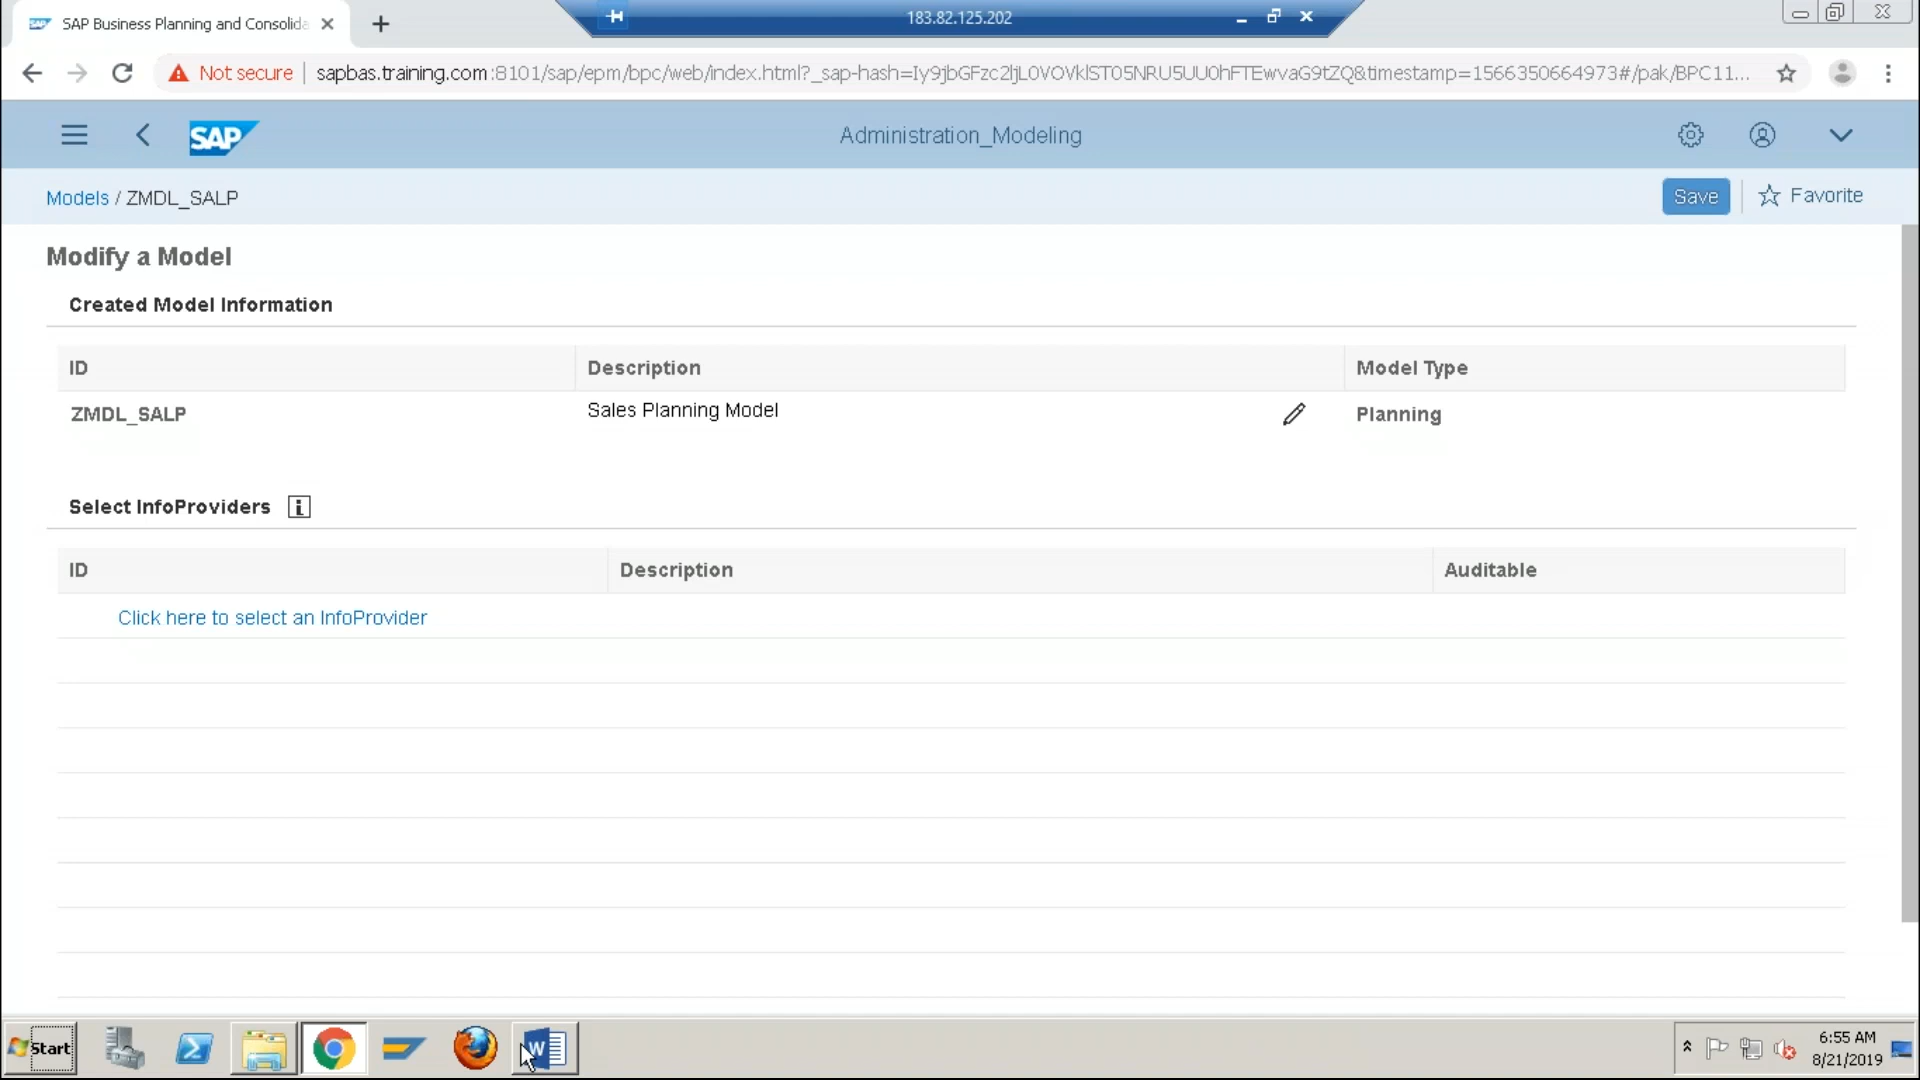 SAP Business Planning and Consolida
183.82.125.202
Not secure
sapbas.training.com:8101/sap/epm/bpc/web/index.html?_sap-hash=Iy9jbGFzc2ljL0VOVklST05NRU5UU0hFTEwvaG9tZQ&timestamp=1566350664973#/pak/BPC11...
SAP
Administration_Modeling
Models / ZMDL_SALP
Save
Favorite
Modify a Model
Created Model Information
ID Description Model Type
ZMDL_SALP Sales Planning Model Planning
Select InfoProviders
ID Description Auditable
Click here to select an InfoProvider
Start
6:55 AM
8/21/2019